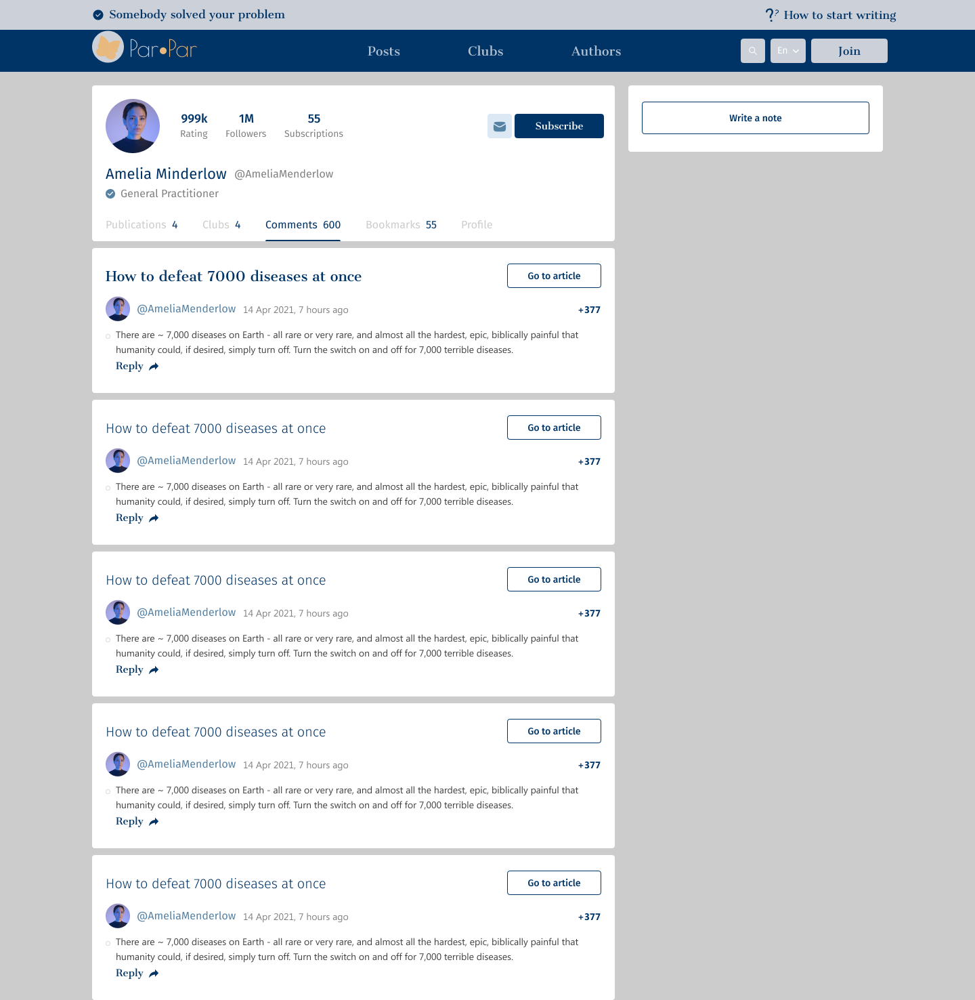 Somebody solved your problem
How to start writing
Par•Par
Posts
Clubs
Authors
En
Join
999k
1M
55
Rating
Followers
Subscriptions
Subscribe
Write a note
Amelia Minderlow @AmeliaMenderlow
General Practitioner
Publications 4
Clubs 4
Comments 600
Bookmarks 55
Profile
How to defeat 7000 diseases at once
Go to article
@AmeliaMenderlow 14 Apr 2021, 7 hours ago
+377
There are ~ 7,000 diseases on Earth - all rare or very rare, and almost all the hardest, epic, biblically painful that
humanity could, if desired, simply turn off. Turn the switch on and off for 7,000 terrible diseases.
Reply
How to defeat 7000 diseases at once
Go to article
@AmeliaMenderlow 14 Apr 2021, 7 hours ago
+377
There are ~ 7,000 diseases on Earth - all rare or very rare, and almost all the hardest, epic, biblically painful that
humanity could, if desired, simply turn off. Turn the switch on and off for 7,000 terrible diseases.
Reply
How to defeat 7000 diseases at once
Go to article
@AmeliaMenderlow 14 Apr 2021, 7 hours ago
+377
There are ~ 7,000 diseases on Earth - all rare or very rare, and almost all the hardest, epic, biblically painful that
humanity could, if desired, simply turn off. Turn the switch on and off for 7,000 terrible diseases.
Reply
How to defeat 7000 diseases at once
Go to article
@AmeliaMenderlow 14 Apr 2021, 7 hours ago
+377
There are ~ 7,000 diseases on Earth - all rare or very rare, and almost all the hardest, epic, biblically painful that
humanity could, if desired, simply turn off. Turn the switch on and off for 7,000 terrible diseases.
Reply
How to defeat 7000 diseases at once
Go to article
@AmeliaMenderlow 14 Apr 2021, 7 hours ago
+377
There are ~ 7,000 diseases on Earth - all rare or very rare, and almost all the hardest, epic, biblically painful that
humanity could, if desired, simply turn off. Turn the switch on and off for 7,000 terrible diseases.
Reply